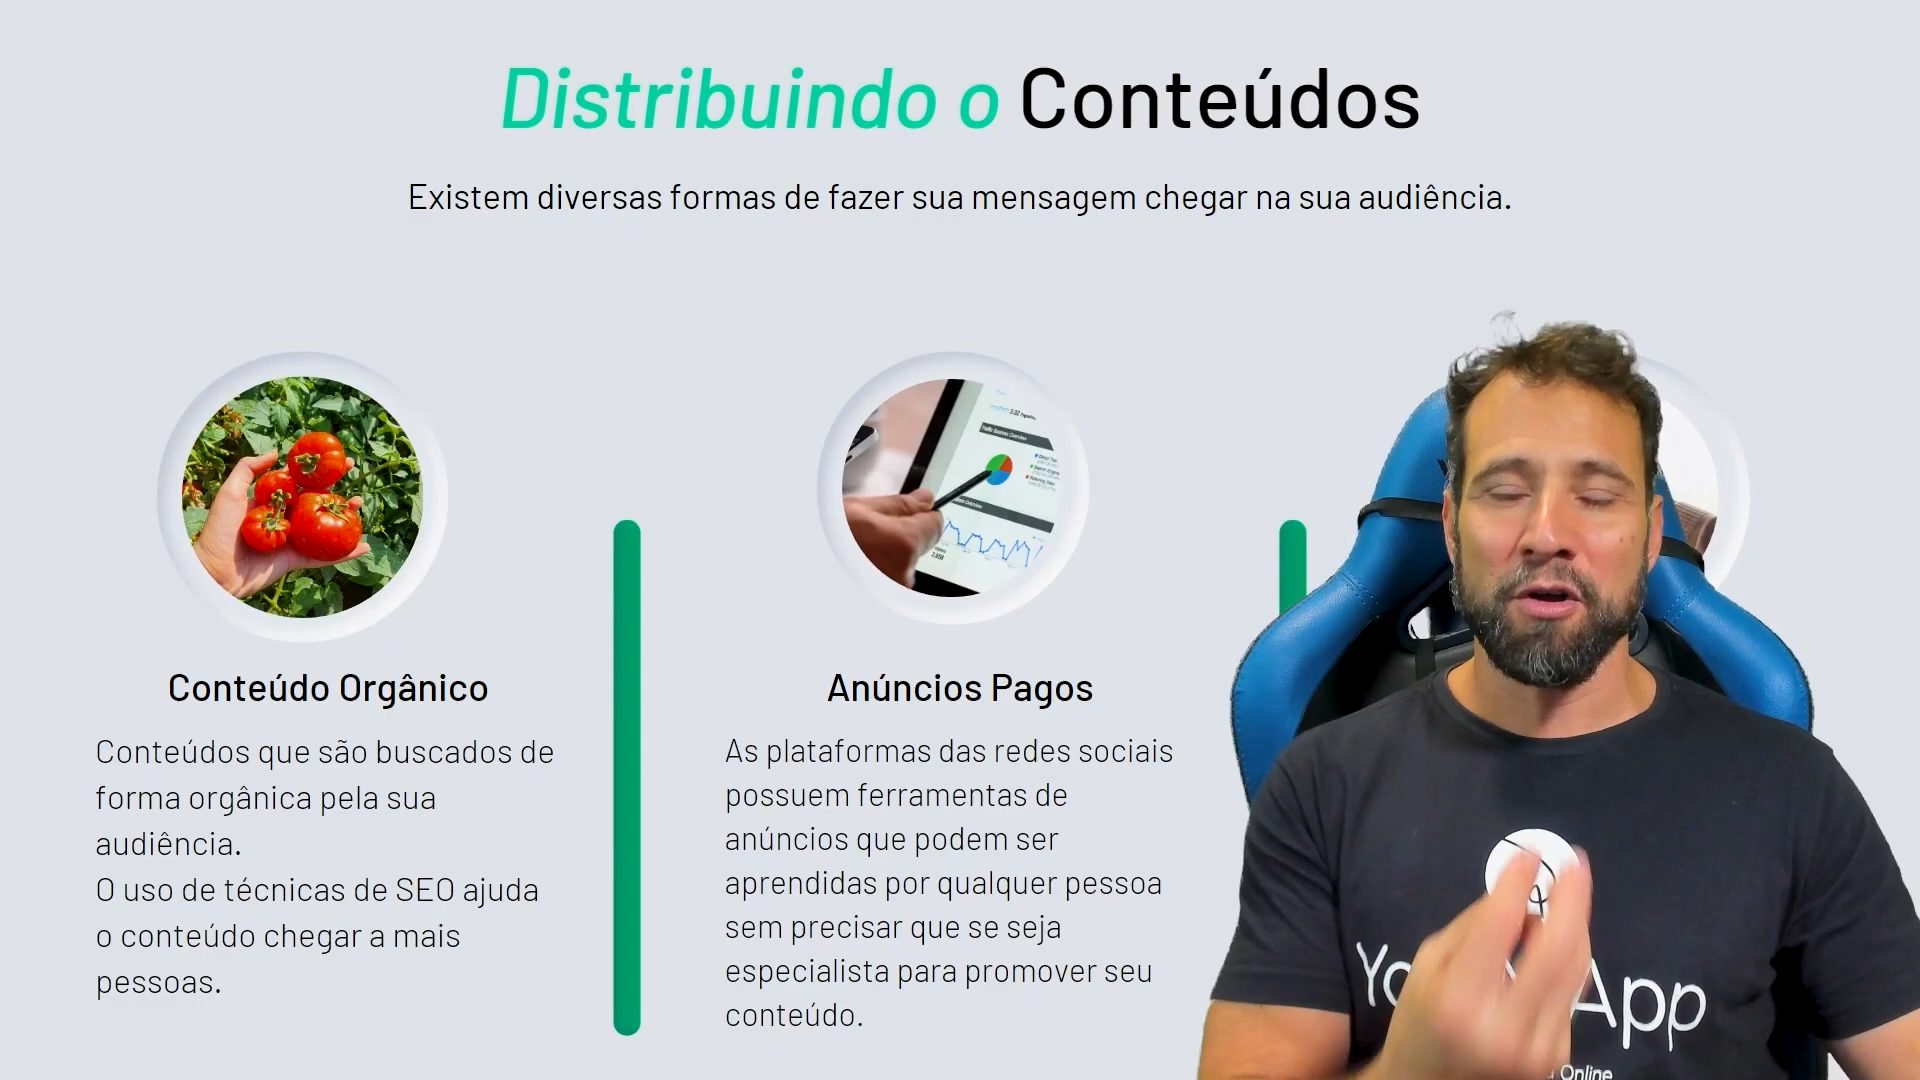 Distribuindo o Conteúdos
Existem diversas formas de fazer sua mensagem chegar na sua audiência.
Conteúdo Orgânico
Conteúdos que são buscados de
forma orgânica pela sua
audiência.
O uso de técnicas de SEO ajuda
o conteúdo chegar a mais
pessoas.
Anúncios Pagos
As plataformas das redes sociais
possuem ferramentas de
anúncios que podem ser
aprendidas por qualquer pessoa
sem precisar que se seja
especialista para promover seu
conteúdo.
App
Online